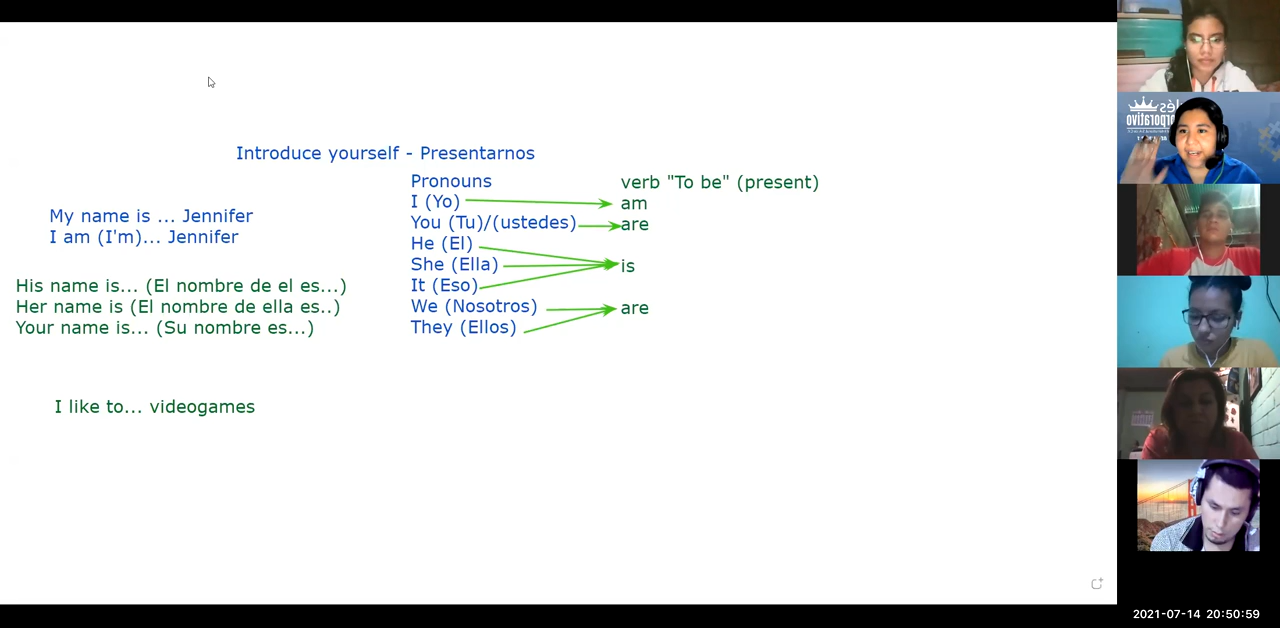 Introduce yourself - Presentarnos
Pronouns
verb "To be" (present)
I (Yo)
am
You (Tu)/(ustedes)
are
He (El)
She (Ella)
is
It (Eso)
We (Nosotros)
are
They (Ellos)
My name is ... Jennifer
I am (I'm)... Jennifer
His name is... (El nombre de el es...)
Her name is (El nombre de ella es..)
Your name is... (Su nombre es...)
I like to... videogames
2021-07-14 20:50:59